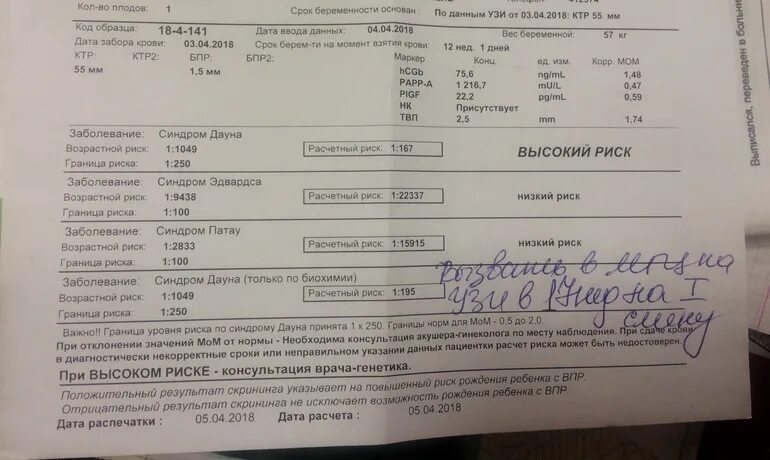 Кол-во плодов: 1 Срок беременности основан: По данным УЗИ от 03.04.2018: КТР 55 мм
Код образца: 18-4-141 Дата ввода данных: 04.04.2018 Вес беременной: 57 кг
Дата забора крови: 03.04.2018 Срок берем-ти на момент взятия крови: 12 нед. 1 дней
КТР: КТР2: БПР: БПР2: Маркер Конц. ед. изм. Корр. МОМ
55 мм 1,5 мм hCGb 75,6 ng/mL 1,48
PAPP-A 1 216,7 mU/L 0,47
PlGF 22,2 pg/mL 0,59
НК Присутствует
ТВП 2,5 mm 1,74
Заболевание: Синдром Дауна
Возрастной риск: 1:1049 Расчетный риск: 1:167 ВЫСОКИЙ РИСК
Граница риска: 1:250
Заболевание: Синдром Эдвардса
Возрастной риск: 1:9438 Расчетный риск: 1:22337 низкий риск
Граница риска: 1:100
Заболевание: Синдром Патау
Возрастной риск: 1:2833 Расчетный риск: 1:15915 низкий риск
Граница риска: 1:100
Заболевание: Синдром Дауна (только по биохимии)
Возрастной риск: 1:1049 Расчетный риск: 1:195
Граница риска: 1:250
Вызвать в на
УЗИ в 17 нед на I
смену
Важно!! Граница уровня риска по синдрому Дауна принята 1 к 250. Границы норм для МоМ - 0,5 до 2.0.
При отклонении значений МоМ от нормы - Необходима консультация акушера-гинеколога по месту наблюдения. При сдаче крови
в диагностически некорректные сроки или неправильном указании данных пациентки расчет риска может быть недостоверен.
При ВЫСОКОМ РИСКЕ - консультация врача-генетика.
Положительный результат скрининга указывает на повышенный риск рождения ребенка с ВПР.
Отрицательный результат скрининга не исключает возможность рождения ребенка с ВПР.
Дата распечатки: 05.04.2018 Дата расчета: 05.04.2018
Выписался, переведен в больни